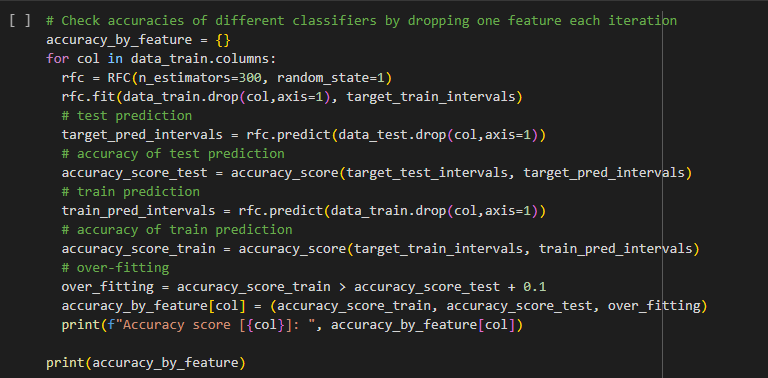 [ ] # Check accuracies of different classifiers by dropping one feature each iteration
accuracy_by_feature = {}
for col in data_train.columns:
  rfc = RFC(n_estimators=300, random_state=1)
  rfc.fit(data_train.drop(col,axis=1), target_train_intervals)
  # test prediction
  target_pred_intervals = rfc.predict(data_test.drop(col,axis=1))
  # accuracy of test prediction
  accuracy_score_test = accuracy_score(target_test_intervals, target_pred_intervals)
  # train prediction
  train_pred_intervals = rfc.predict(data_train.drop(col,axis=1))
  # accuracy of train prediction
  accuracy_score_train = accuracy_score(target_train_intervals, train_pred_intervals)
  # over-fitting
  over_fitting = accuracy_score_train > accuracy_score_test + 0.1
  accuracy_by_feature[col] = (accuracy_score_train, accuracy_score_test, over_fitting)
  print(f"Accuracy score [{col}]: ", accuracy_by_feature[col])
print(accuracy_by_feature)